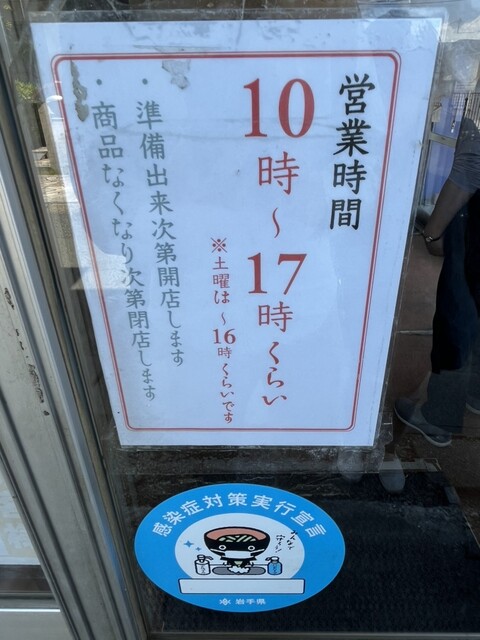 営業時間
10時～17時くらい
※土曜は～16時くらいです
・準備出来次第開店します
・商品なくなり次第閉店します
感染症対策実行宣言
岩手県